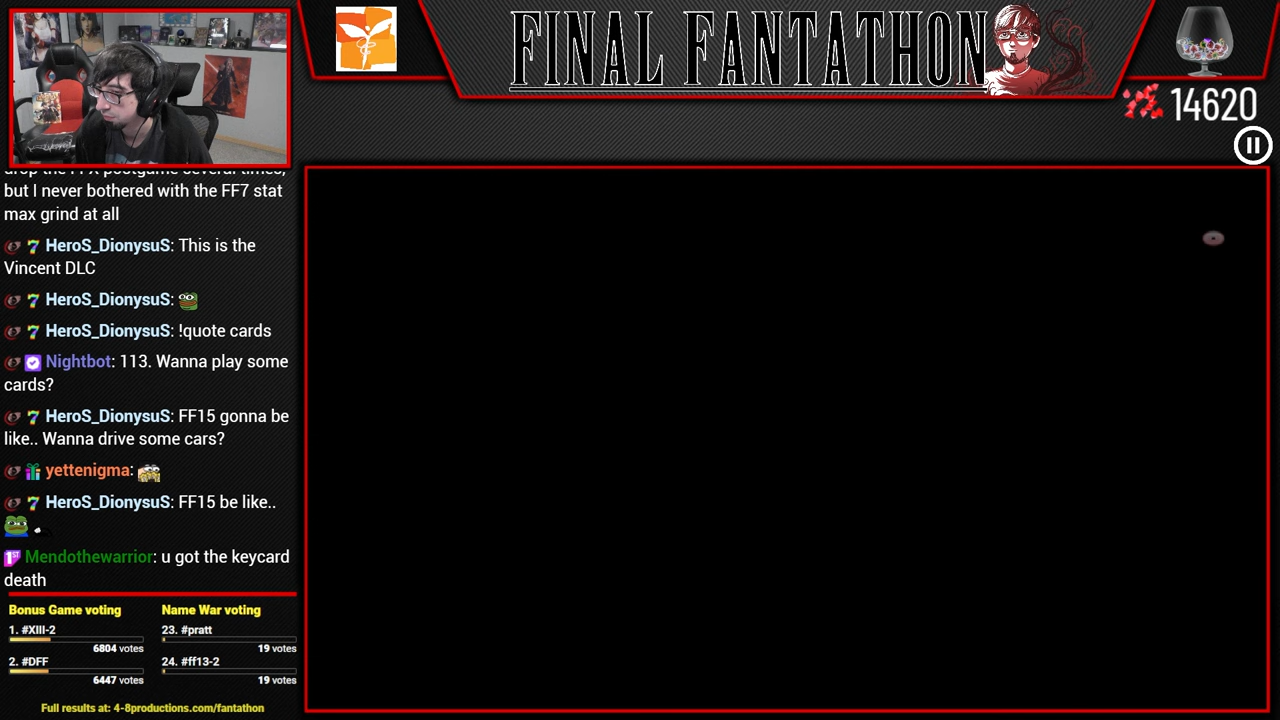 FINAL FANTATHON
14620
but I never bothered with the FF7 stat
max grind at all
HeroS_DionysuS: This is the
Vincent DLC
HeroS_DionysuS:
HeroS_DionysuS: !quote cards
Nightbot: 113. Wanna play some
cards?
HeroS_DionysuS: FF15 gonna be
like.. Wanna drive some cars?
yettenigma:
HeroS_DionysuS: FF15 be like..
1ST Mendothewarrior: u got the keycard
death
Bonus Game voting
1. #XIII-2
6804 votes
2. #DFF
6447 votes
Name War voting
23. #pratt
19 votes
24. #ff13-2
19 votes
Full results at: 4-8productions.com/fantathon